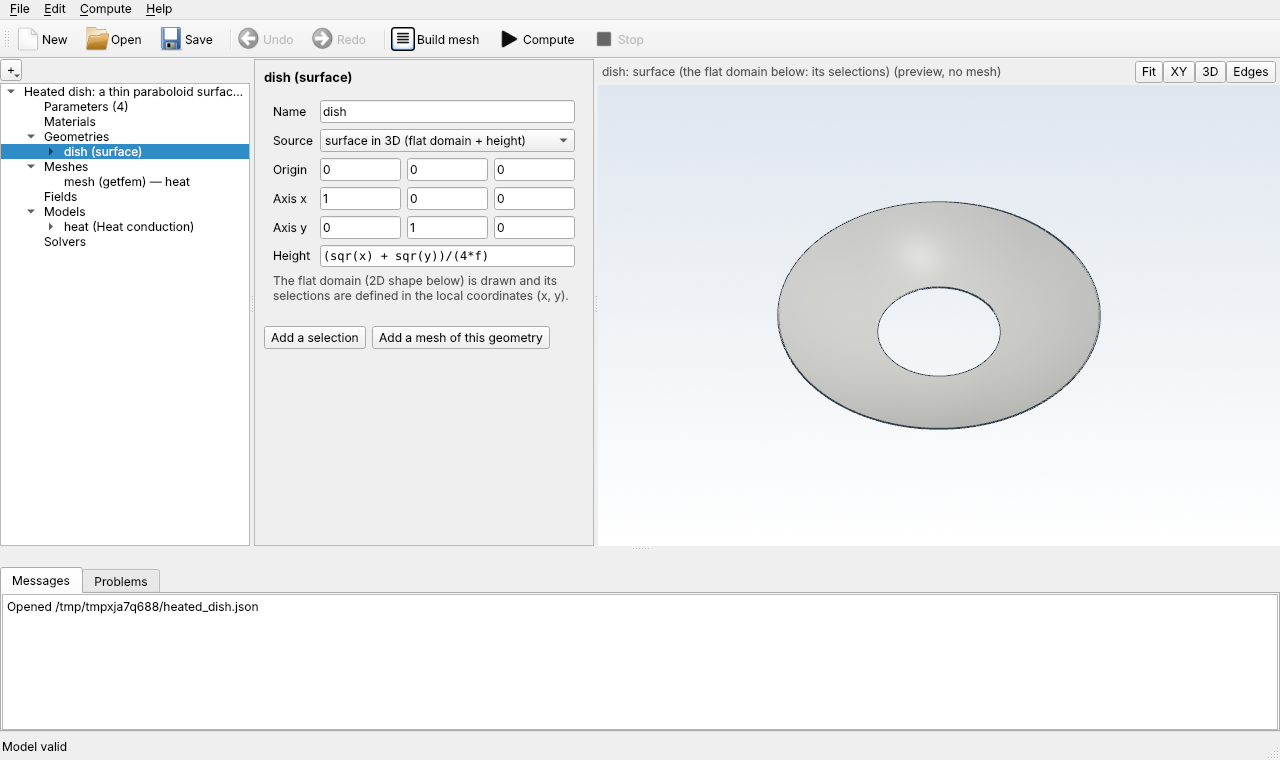 File Edit Compute Help
New Open Save Undo Redo Build mesh Compute Stop
+
Heated dish: a thin paraboloid surfac...
Parameters (4)
Materials
Geometries
dish (surface)
Meshes
mesh (getfem) — heat
Fields
Models
heat (Heat conduction)
Solvers
dish (surface)
Name dish
Source surface in 3D (flat domain + height)
Origin 0 0 0
Axis x 1 0 0
Axis y 0 1 0
Height (sqr(x) + sqr(y))/(4*f)
The flat domain (2D shape below) is drawn and its
selections are defined in the local coordinates (x, y).
Add a selection Add a mesh of this geometry
dish: surface (the flat domain below: its selections) (preview, no mesh) Fit XY 3D Edges
Messages Problems
Opened /tmp/tmpxja7q688/heated_dish.json
Model valid